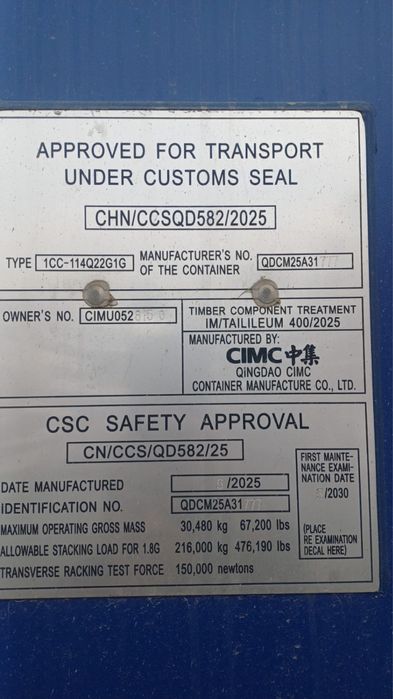 APPROVED FOR TRANSPORT
UNDER CUSTOMS SEAL
CHN/CCSQD582/2025
TYPE 1CC-114Q22G1G
MANUFACTURER'S NO.
OF THE CONTAINER QDCM25A31
OWNER'S NO. CIMU052
TIMBER COMPONENT TREATMENT
IM/TAILILEUM 400/2025
MANUFACTURED BY:
CIMC中集
QINGDAO CIMC
CONTAINER MANUFACTURE CO., LTD.
CSC SAFETY APPROVAL
CN/CCS/QD582/25
DATE MANUFACTURED /2025
IDENTIFICATION NO. QDCM25A31
MAXIMUM OPERATING GROSS MASS 30,480 kg 67,200 lbs
ALLOWABLE STACKING LOAD FOR 1.8G 216,000 kg 476,190 lbs
TRANSVERSE RACKING TEST FORCE 150,000 newtons
FIRST MAINTE-
NANCE EXAMI-
NATION DATE
/2030
(PLACE
RE EXAMINATION
DECAL HERE)